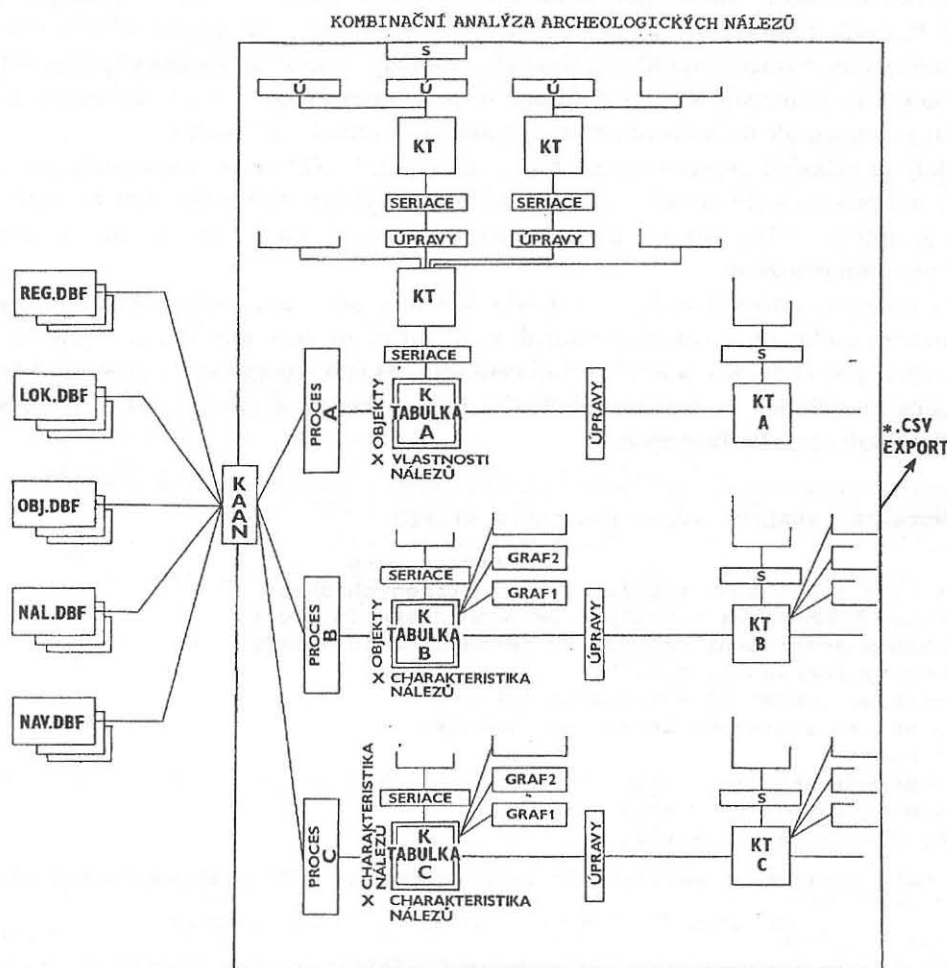 KOMBINAČNÍ ANALÝZA ARCHEOLOGICKÝCH NÁLEZŮ
S
Ú
Ú
Ú
KT
KT
SERIACE
SERIACE
ÚPRAVY
ÚPRAVY
KT
SERIACE
REG.DBF
LOK.DBF
OBJ.DBF
NAL.DBF
NAV.DBF
KAAN
PROCES A
X OBJEKTY
K
TABULKA
A
X VLASTNOSTI
NÁLEZŮ
ÚPRAVY
S
KT
A
*.CSV
EXPORT
PROCES B
X OBJEKTY
SERIACE
GRAF2
GRAF1
K
TABULKA
B
X CHARAKTERISTIKA
NÁLEZŮ
ÚPRAVY
S
KT
B
PROCES C
X CHARAKTERISTIKA
NÁLEZŮ
SERIACE
GRAF2
GRAF1
K
TABULKA
C
X CHARAKTERISTIKA
NÁLEZŮ
ÚPRAVY
S
KT
C